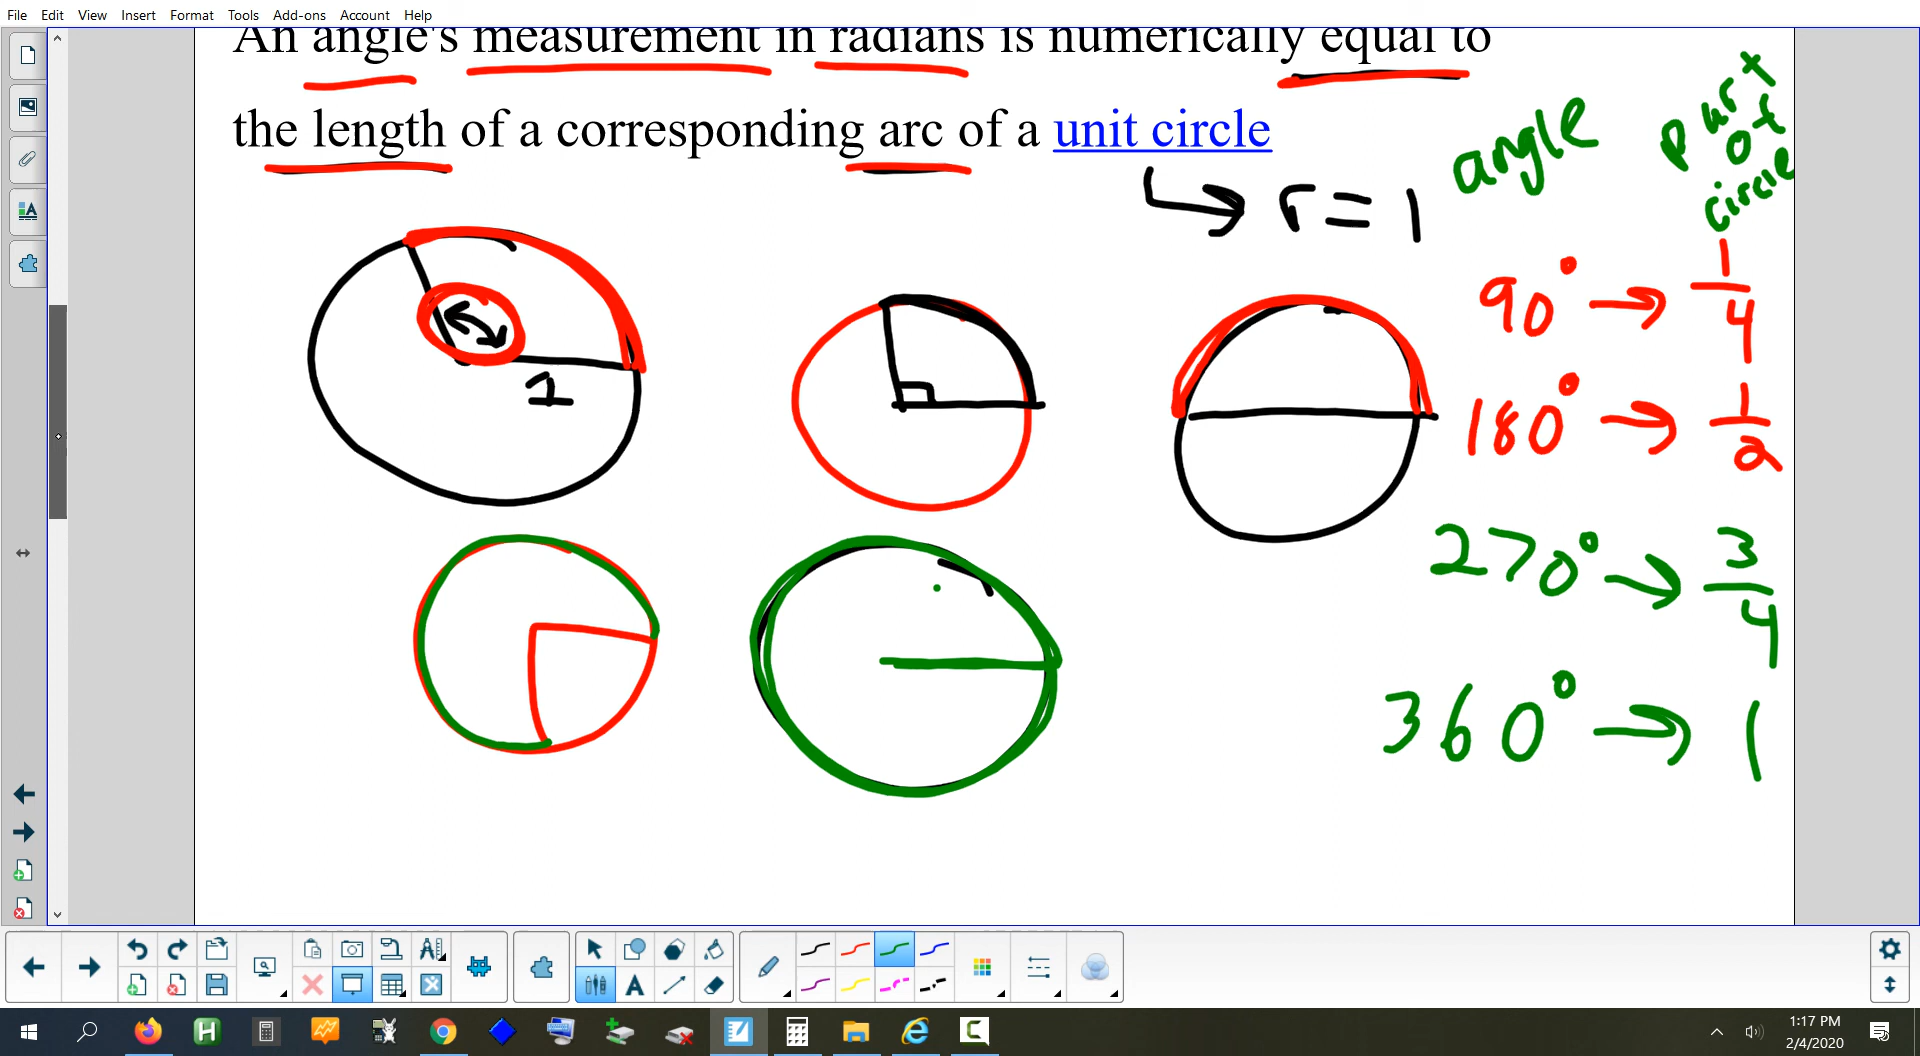 File Edit View Insert Format Tools Add-ons Account Help
An angle's measurement in radians is numerically equal to
the length of a corresponding arc of a unit circle
r = 1
angle
part
of
circle
1
90° → 1/4
180° → 1/2
270° → 3/4
360° → 1
1:17 PM
2/4/2020